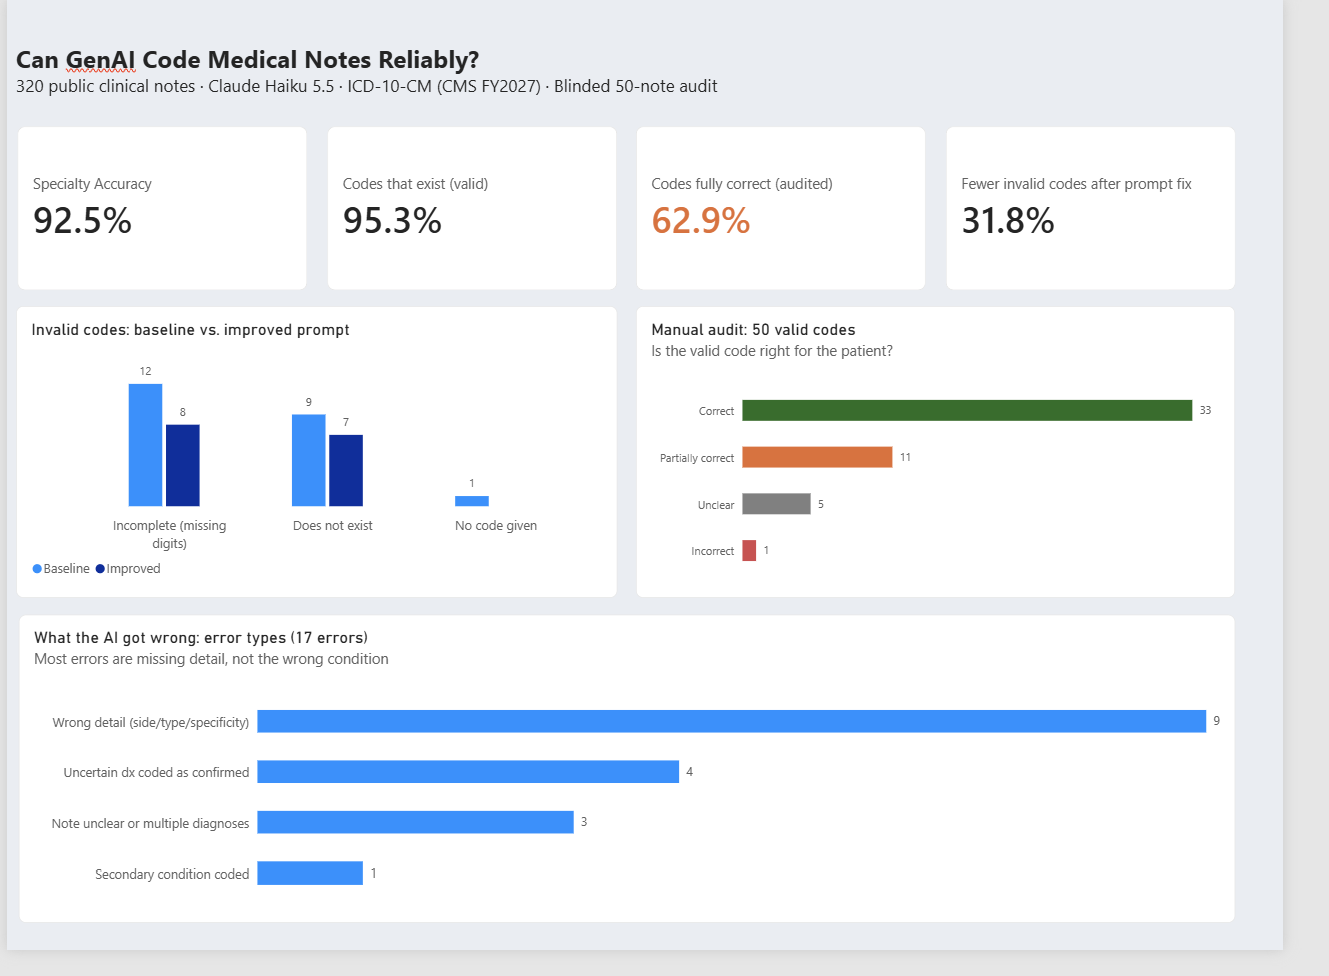 Can GenAI Code Medical Notes Reliably?
320 public clinical notes · Claude Haiku 5.5 · ICD-10-CM (CMS FY2027) · Blinded 50-note audit
Specialty Accuracy
92.5%
Codes that exist (valid)
95.3%
Codes fully correct (audited)
62.9%
Fewer invalid codes after prompt fix
31.8%
Invalid codes: baseline vs. improved prompt
12
8
9
7
1
Incomplete (missing
digits)
Does not exist
No code given
Baseline
Improved
Manual audit: 50 valid codes
Is the valid code right for the patient?
Correct
33
Partially correct
11
Unclear
5
Incorrect
1
What the AI got wrong: error types (17 errors)
Most errors are missing detail, not the wrong condition
Wrong detail (side/type/specificity)
9
Uncertain dx coded as confirmed
4
Note unclear or multiple diagnoses
3
Secondary condition coded
1